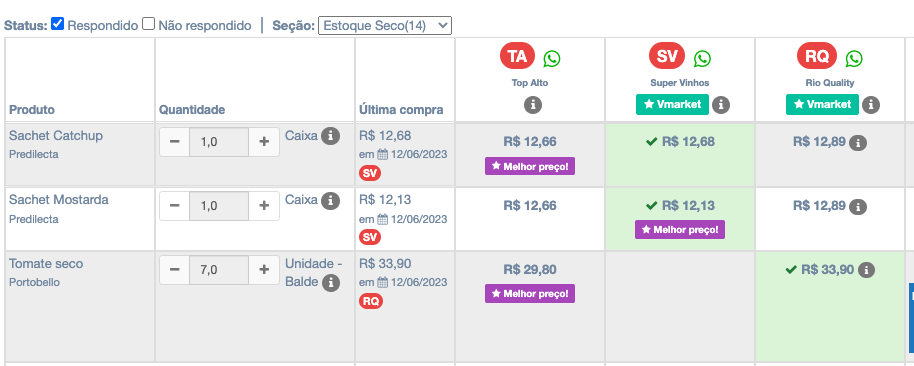 Status: Respondido Não respondido | Seção: Estoque Seco(14)
TA SV RQ
Top Alto Super Vinhos Rio Quality
Vmarket Vmarket
Produto Quantidade Última compra
Sachet Catchup − 1,0 + Caixa R$ 12,68 R$ 12,66 R$ 12,68 R$ 12,89
Predilecta em 12/06/2023 Melhor preço!
SV
Sachet Mostarda − 1,0 + Caixa R$ 12,13 R$ 12,66 R$ 12,13 R$ 12,89
Predilecta em 12/06/2023 Melhor preço!
SV
Tomate seco − 7,0 + Unidade - R$ 33,90 R$ 29,80 R$ 33,90
Portobello Balde em 12/06/2023 Melhor preço!
RQ